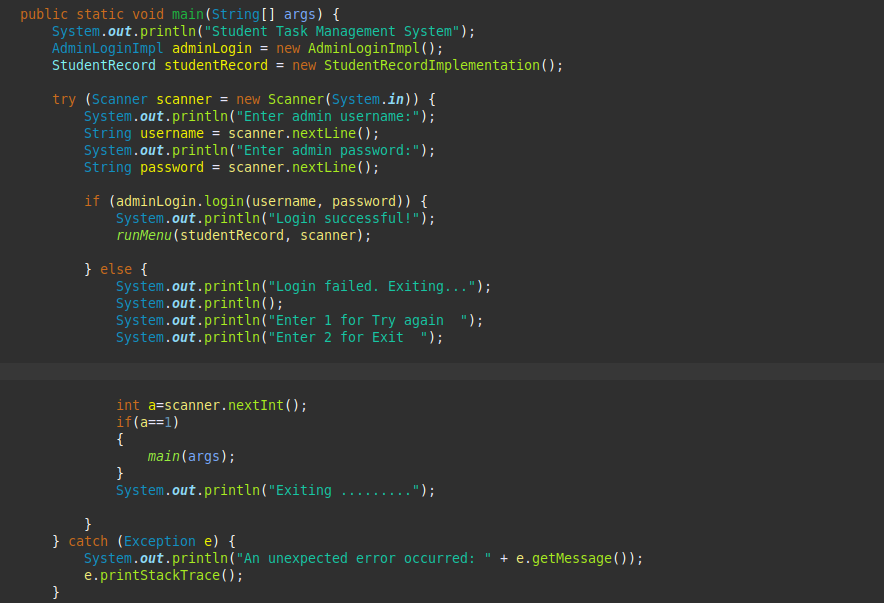 public static void main(String[] args) {
System.out.println("Student Task Management System");
AdminLoginImpl adminLogin = new AdminLoginImpl();
StudentRecord studentRecord = new StudentRecordImplementation();
try (Scanner scanner = new Scanner(System.in)) {
System.out.println("Enter admin username:");
String username = scanner.nextLine();
System.out.println("Enter admin password:");
String password = scanner.nextLine();
if (adminLogin.login(username, password)) {
System.out.println("Login successful!");
runMenu(studentRecord, scanner);
} else {
System.out.println("Login failed. Exiting...");
System.out.println();
System.out.println("Enter 1 for Try again  ");
System.out.println("Enter 2 for Exit  ");
int a=scanner.nextInt();
if(a==1)
{
main(args);
}
System.out.println("Exiting .........");
}
} catch (Exception e) {
System.out.println("An unexpected error occurred: " + e.getMessage());
e.printStackTrace();
}